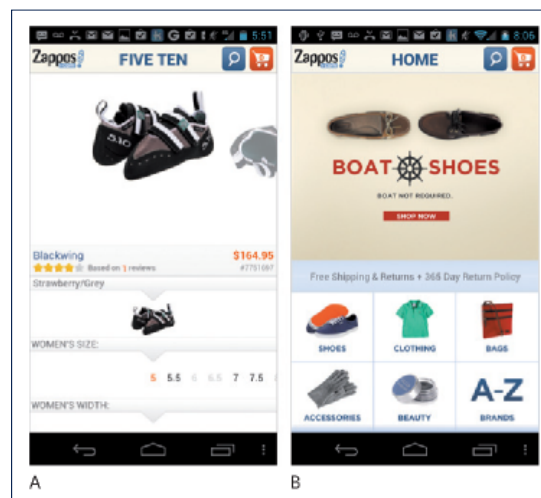 5:51
Zappos
FIVE TEN
5.10
Blackwing
$164.95
Based on 1 reviews
#7751097
Strawberry/Grey
WOMEN'S SIZE:
5 5.5 6 6.5 7 7.5
WOMEN'S WIDTH:
A
8:06
Zappos
HOME
BOAT SHOES
BOAT NOT REQUIRED.
SHOP NOW
Free Shipping & Returns + 365 Day Return Policy
SHOES
CLOTHING
BAGS
ACCESSORIES
BEAUTY
A-Z
BRANDS
B